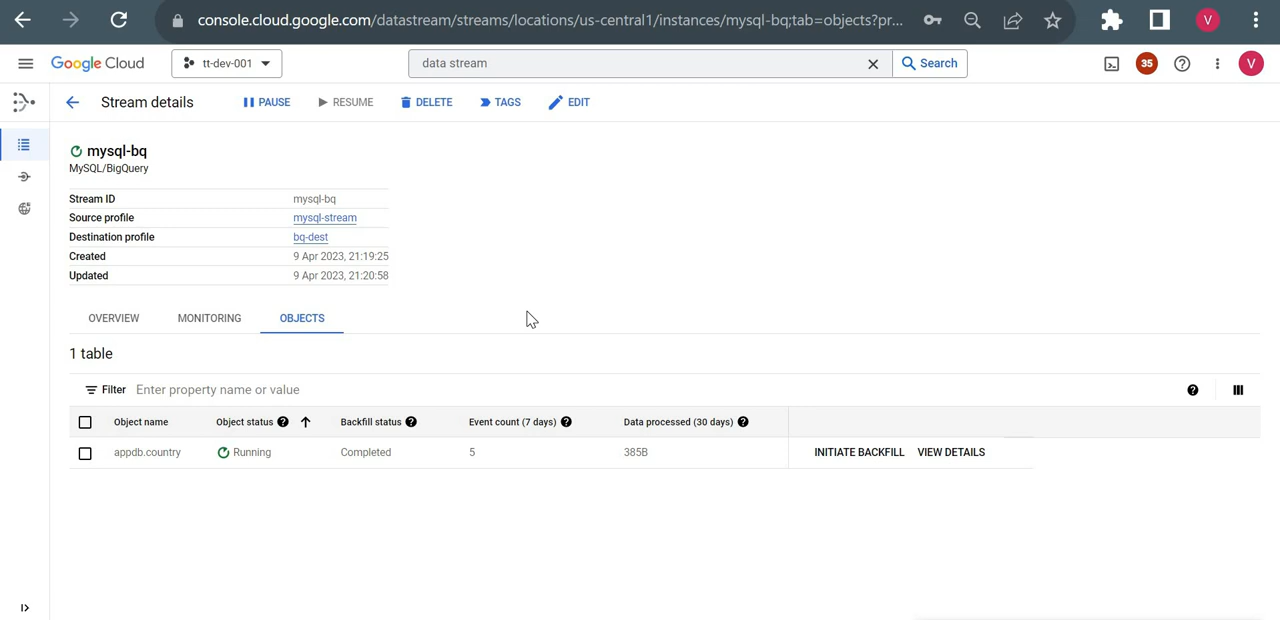 console.cloud.google.com/datastream/streams/locations/us-central1/instances/mysql-bq;tab=objects?pr...
V
Google Cloud
tt-dev-001
data stream
Search
35
V
Stream details
PAUSE
RESUME
DELETE
TAGS
EDIT
mysql-bq
MySQL/BigQuery
Stream ID mysql-bq
Source profile mysql-stream
Destination profile bq-dest
Created 9 Apr 2023, 21:19:25
Updated 9 Apr 2023, 21:20:58
OVERVIEW MONITORING OBJECTS
1 table
Filter Enter property name or value
Object name Object status Backfill status Event count (7 days) Data processed (30 days)
appdb.country Running Completed 5 385B INITIATE BACKFILL VIEW DETAILS